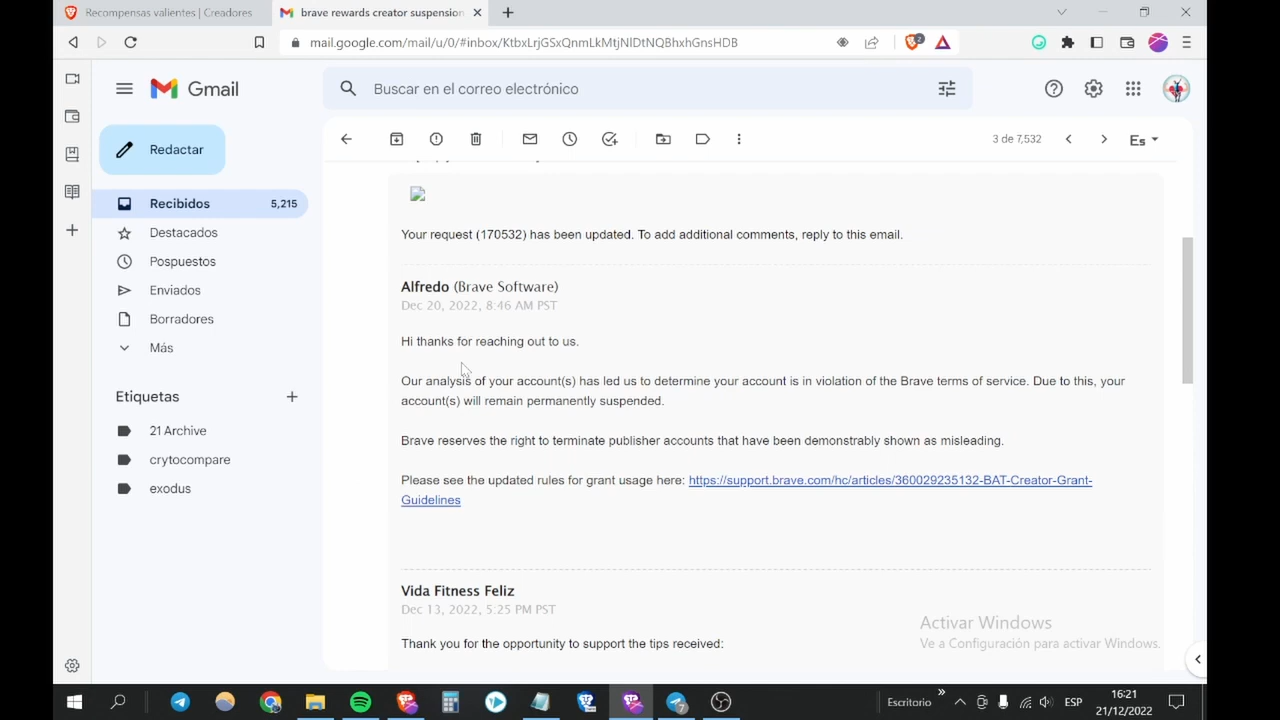 Recompensas valientes | Creadores
brave rewards creator suspension
mail.google.com/mail/u/0/#inbox/KtbxLrjGSxQnmLkMtjNlDtNQBhxhGnsHDB
2
Gmail
Buscar en el correo electrónico
Redactar
3 de 7,532
Es
Recibidos 5,215
Destacados
Pospuestos
Enviados
Borradores
Más
Etiquetas
21 Archive
crytocompare
exodus
Your request (170532) has been updated. To add additional comments, reply to this email.
Alfredo (Brave Software)
Dec 20, 2022, 8:46 AM PST
Hi thanks for reaching out to us.
Our analysis of your account(s) has led us to determine your account is in violation of the Brave terms of service. Due to this, your
account(s) will remain permanently suspended.
Brave reserves the right to terminate publisher accounts that have been demonstrably shown as misleading.
Please see the updated rules for grant usage here: https://support.brave.com/hc/articles/360029235132-BAT-Creator-Grant-
Guidelines
Vida Fitness Feliz
Dec 13, 2022, 5:25 PM PST
Thank you for the opportunity to support the tips received:
Activar Windows
Ve a Configuración para activar Windows.
Escritorio
ESP
16:21
21/12/2022